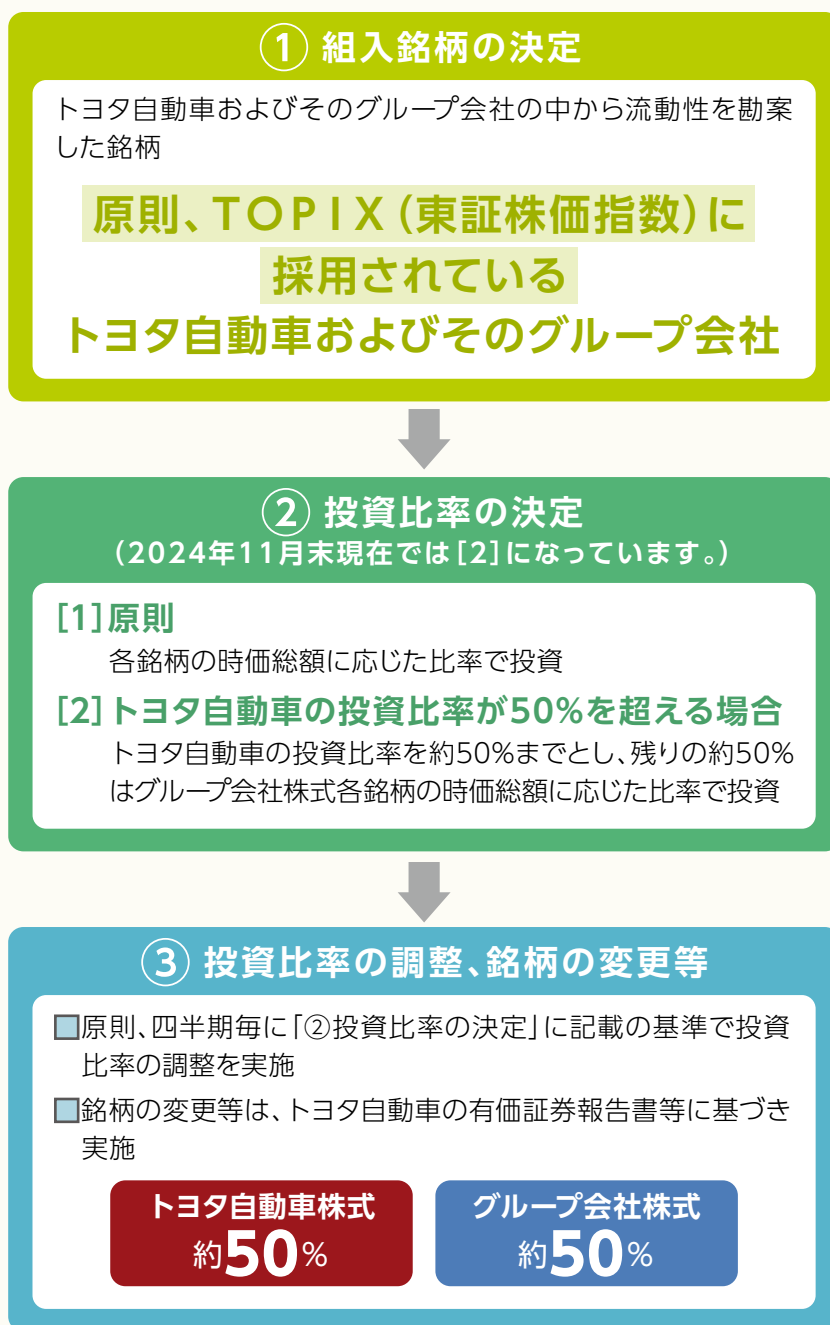 ① 組入銘柄の決定
トヨタ自動車およびそのグループ会社の中から流動性を勘案
した銘柄
原則、TOPIX(東証株価指数)に
採用されている
トヨタ自動車およびそのグループ会社
② 投資比率の決定
(2024年11月末現在では[2]になっています。)
[1]原則
各銘柄の時価総額に応じた比率で投資
[2]トヨタ自動車の投資比率が50%を超える場合
トヨタ自動車の投資比率を約50%までとし、残りの約50%
はグループ会社株式各銘柄の時価総額に応じた比率で投資
③ 投資比率の調整、銘柄の変更等
■原則、四半期毎に「②投資比率の決定」に記載の基準で投資
比率の調整を実施
■銘柄の変更等は、トヨタ自動車の有価証券報告書等に基づき
実施
トヨタ自動車株式
約50%
グループ会社株式
約50%